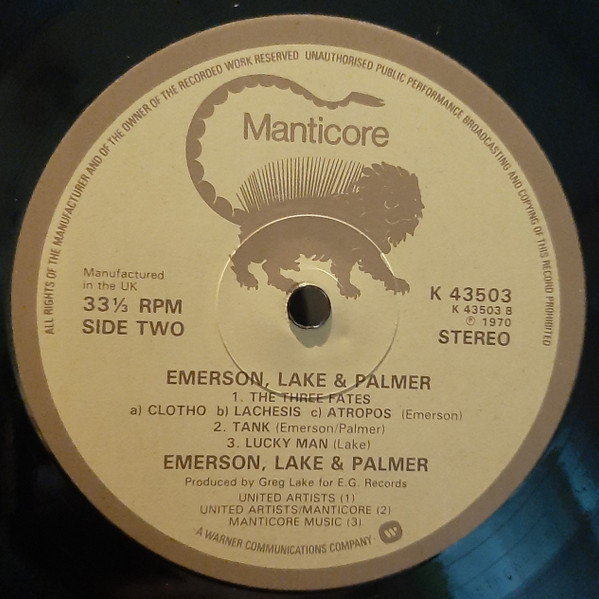 ALL RIGHTS OF THE MANUFACTURER AND OF THE OWNER OF THE RECORDED WORK RESERVED UNAUTHORISED PUBLIC PERFORMANCE BROADCASTING AND COPYING OF THIS RECORD PROHIBITED
Manticore
Manufactured
in the UK
33⅓ RPM
SIDE TWO
K 43503
K 43503 B
℗ 1970
STEREO
EMERSON, LAKE & PALMER
1. THE THREE FATES
a) CLOTHO b) LACHESIS c) ATROPOS (Emerson)
2. TANK (Emerson/Palmer)
3. LUCKY MAN (Lake)
EMERSON, LAKE & PALMER
Produced by Greg Lake for E.G. Records
UNITED ARTISTS (1)
UNITED ARTISTS/MANTICORE (2)
MANTICORE MUSIC (3)
· A WARNER COMMUNICATIONS COMPANY ·